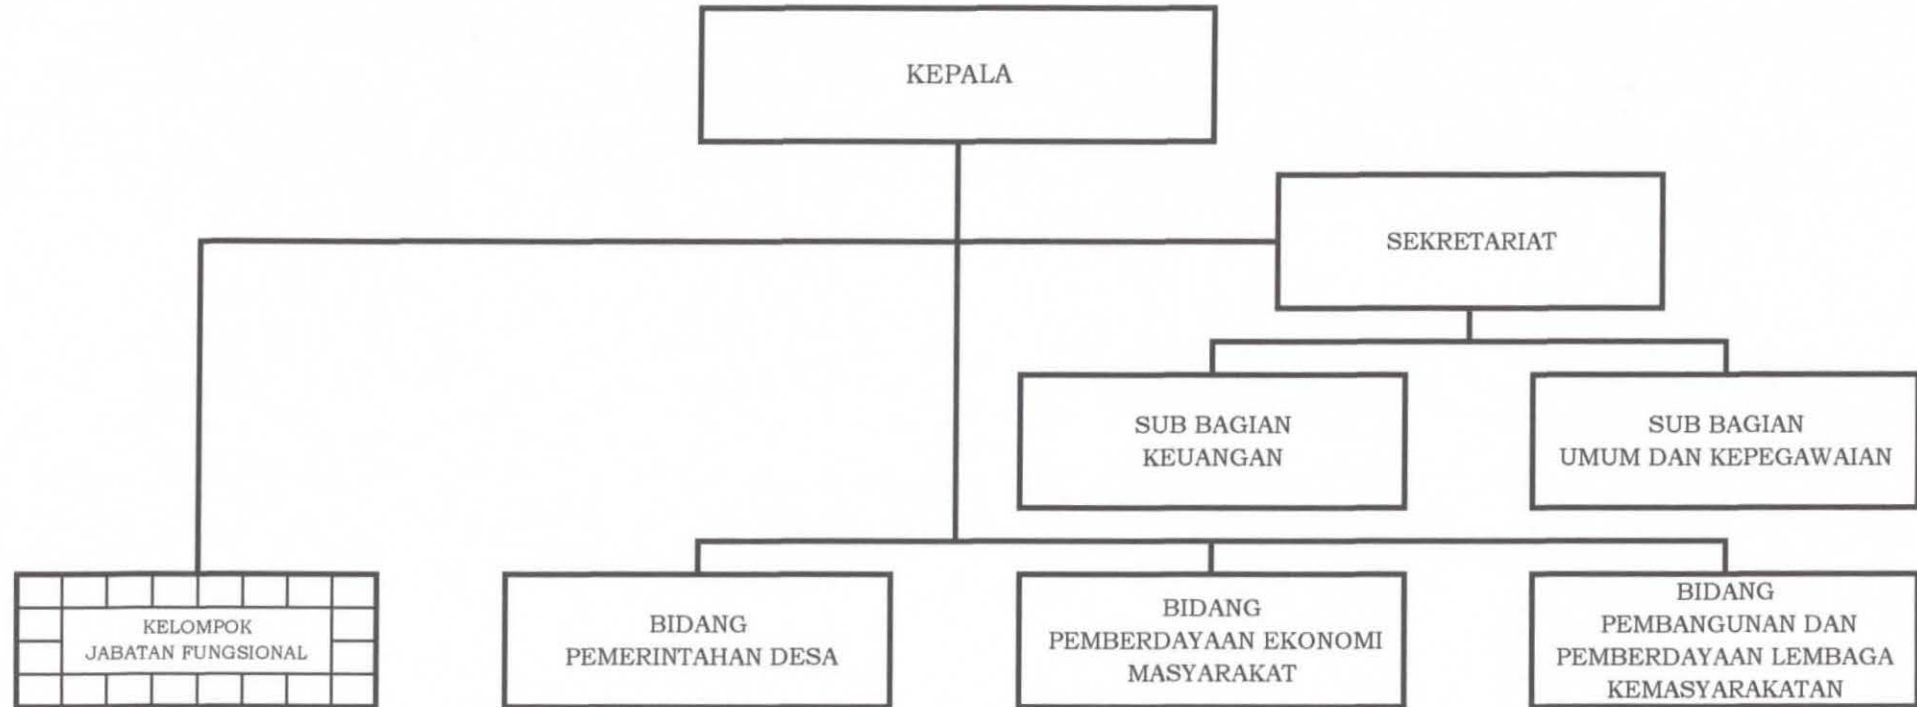 KEPALA
SEKRETARIAT
SUB BAGIAN
KEUANGAN
SUB BAGIAN
UMUM DAN KEPEGAWAIAN
KELOMPOK
JABATAN FUNGSIONAL
BIDANG
PEMERINTAHAN DESA
BIDANG
PEMBERDAYAAN EKONOMI
MASYARAKAT
BIDANG
PEMBANGUNAN DAN
PEMBERDAYAAN LEMBAGA
KEMASYARAKATAN